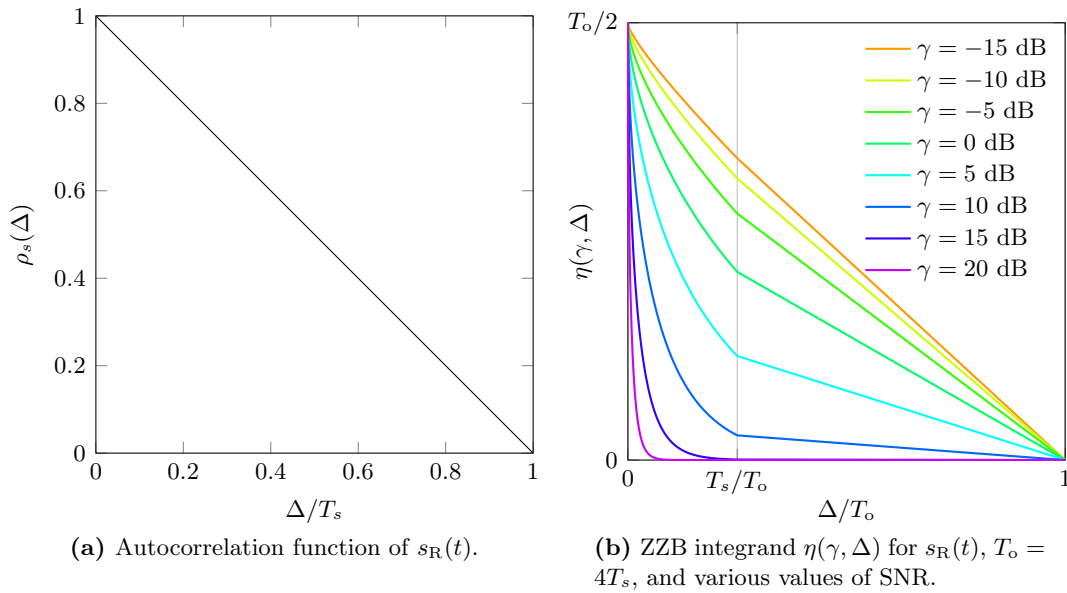 1
0.8
0.6
0.4
0.2
0
0 0.2 0.4 0.6 0.8 1
ρ_s(Δ)
Δ/T_s
(a) Autocorrelation function of s_R(t).
T_o/2
0
0 T_s/T_o 1
η(γ, Δ)
Δ/T_o
γ = −15 dB
γ = −10 dB
γ = −5 dB
γ = 0 dB
γ = 5 dB
γ = 10 dB
γ = 15 dB
γ = 20 dB
(b) ZZB integrand η(γ, Δ) for s_R(t), T_o =
4T_s, and various values of SNR.